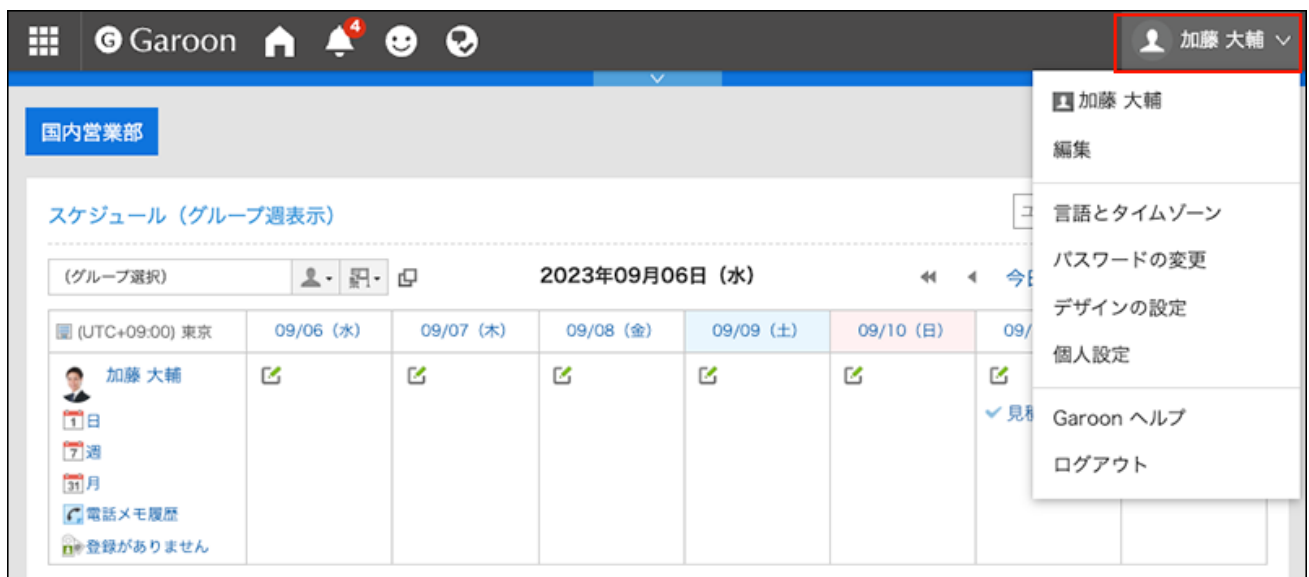 Garoon 4 加藤 大輔
加藤 大輔
編集
言語とタイムゾーン
パスワードの変更
デザインの設定
個人設定
Garoon ヘルプ
ログアウト
国内営業部
スケジュール（グループ週表示）
(グループ選択) 2023年09月06日（水）
(UTC+09:00) 東京 09/06（水） 09/07（木） 09/08（金） 09/09（土） 09/10（日） 09/
加藤 大輔
1 日
7 週
31 月
電話メモ履歴
登録がありません